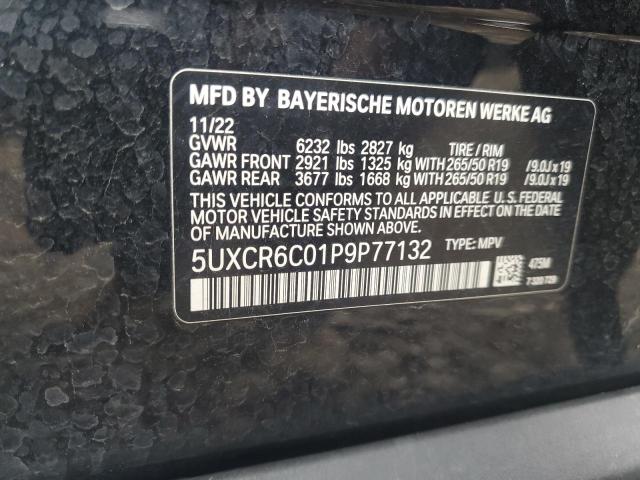 MFD BY BAYERISCHE MOTOREN WERKE AG
11/22
GVWR 6232 lbs 2827 kg TIRE / RIM
GAWR FRONT 2921 lbs 1325 kg WITH 265/50 R19 /9.0J x 19
GAWR REAR 3677 lbs 1668 kg WITH 265/50 R19 /9.0J x 19
THIS VEHICLE CONFORMS TO ALL APPLICABLE U. S. FEDERAL
MOTOR VEHICLE SAFETY STANDARDS IN EFFECT ON THE DATE
OF MANUFACTURE SHOWN ABOVE.
5UXCR6C01P9P77132 TYPE: MPV
475M